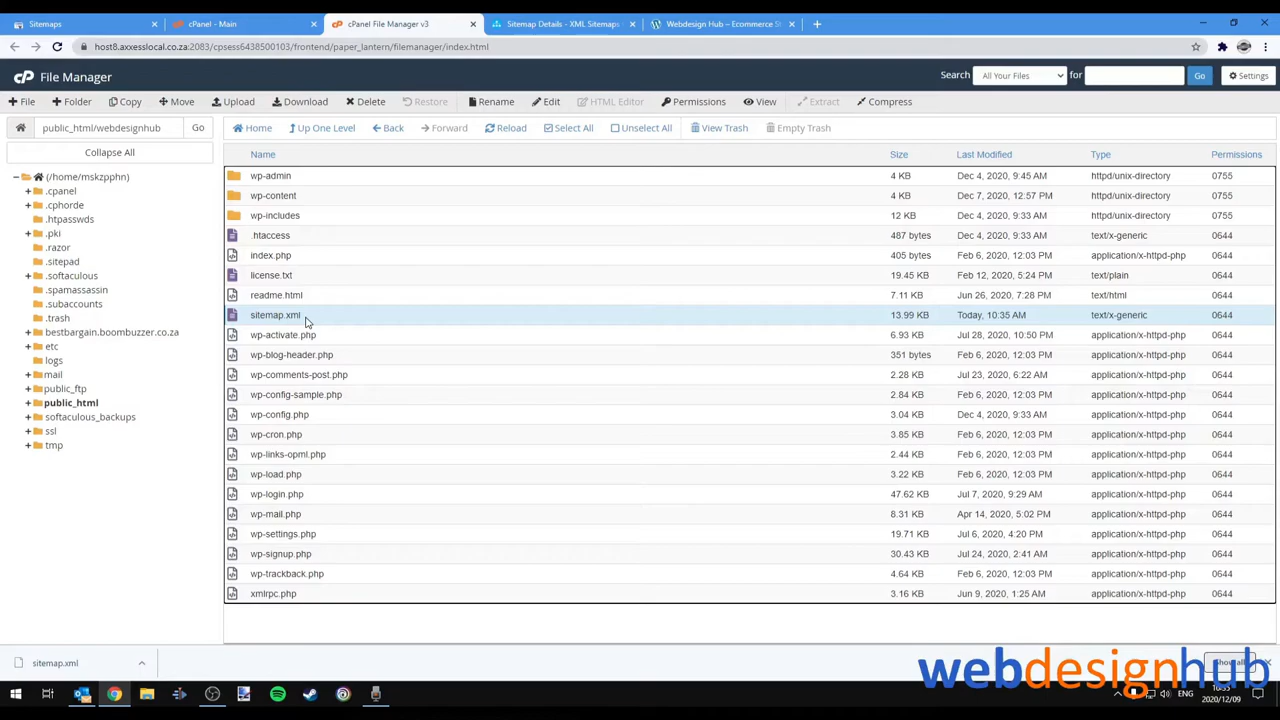 Sitemaps
cPanel - Main
cPanel File Manager v3
Sitemap Details - XML Sitemaps
Webdesign Hub – Ecommerce St
host8.axxesslocal.co.za:2083/cpsess6438500103/frontend/paper_lantern/filemanager/index.html
cP File Manager
Search All Your Files for Go Settings
File Folder Copy Move Upload Download Delete Restore Rename Edit HTML Editor Permissions View Extract Compress
public_html/webdesignhub Go
Home Up One Level Back Forward Reload Select All Unselect All View Trash Empty Trash
Collapse All
(/home/mskzpphn)
.cpanel
.cphorde
.htpasswds
.pki
.razor
.sitepad
.softaculous
.spamassassin
.subaccounts
.trash
bestbargain.boombuzzer.co.za
etc
logs
mail
public_ftp
public_html
softaculous_backups
ssl
tmp
Name Size Last Modified Type Permissions
wp-admin 4 KB Dec 4, 2020, 9:45 AM httpd/unix-directory 0755
wp-content 4 KB Dec 7, 2020, 12:57 PM httpd/unix-directory 0755
wp-includes 12 KB Dec 4, 2020, 9:33 AM httpd/unix-directory 0755
.htaccess 487 bytes Dec 4, 2020, 9:33 AM text/x-generic 0644
index.php 405 bytes Feb 6, 2020, 12:03 PM application/x-httpd-php 0644
license.txt 19.45 KB Feb 12, 2020, 5:24 PM text/plain 0644
readme.html 7.11 KB Jun 26, 2020, 7:28 PM text/html 0644
sitemap.xml 13.99 KB Today, 10:35 AM text/x-generic 0644
wp-activate.php 6.93 KB Jul 28, 2020, 10:50 PM application/x-httpd-php 0644
wp-blog-header.php 351 bytes Feb 6, 2020, 12:03 PM application/x-httpd-php 0644
wp-comments-post.php 2.28 KB Jul 23, 2020, 6:22 AM application/x-httpd-php 0644
wp-config-sample.php 2.84 KB Feb 6, 2020, 12:03 PM application/x-httpd-php 0644
wp-config.php 3.04 KB Dec 4, 2020, 9:33 AM application/x-httpd-php 0644
wp-cron.php 3.85 KB Feb 6, 2020, 12:03 PM application/x-httpd-php 0644
wp-links-opml.php 2.44 KB Feb 6, 2020, 12:03 PM application/x-httpd-php 0644
wp-load.php 3.22 KB Feb 6, 2020, 12:03 PM application/x-httpd-php 0644
wp-login.php 47.62 KB Jul 7, 2020, 9:29 AM application/x-httpd-php 0644
wp-mail.php 8.31 KB Apr 14, 2020, 5:02 PM application/x-httpd-php 0644
wp-settings.php 19.71 KB Jul 6, 2020, 4:20 PM application/x-httpd-php 0644
wp-signup.php 30.43 KB Jul 24, 2020, 2:41 AM application/x-httpd-php 0644
wp-trackback.php 4.64 KB Feb 6, 2020, 12:03 PM application/x-httpd-php 0644
xmlrpc.php 3.16 KB Jun 9, 2020, 1:25 AM application/x-httpd-php 0644
sitemap.xml
webdesignhub
ENG
2020/12/09